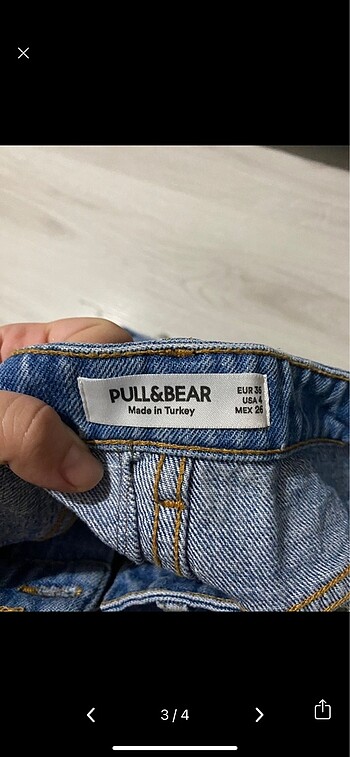 PULL&BEAR
Made in Turkey
EUR 36
USA 4
MEX 26
3/4